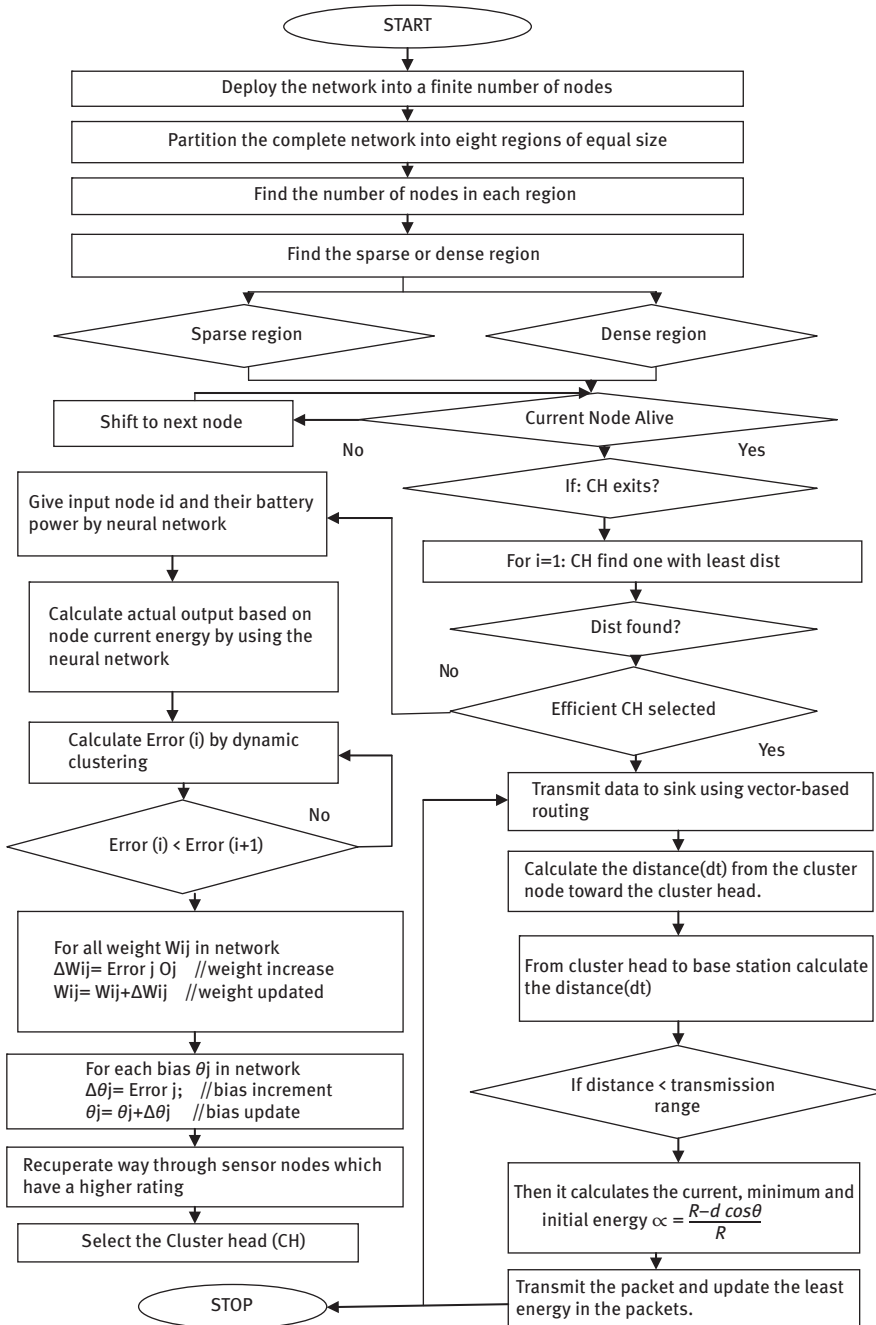 START
Deploy the network into a finite number of nodes
Partition the complete network into eight regions of equal size
Find the number of nodes in each region
Find the sparse or dense region
Sparse region
Dense region
Shift to next node
Current Node Alive
No
Yes
If: CH exits?
For i=1: CH find one with least dist
Dist found?
No
Efficient CH selected
Yes
Give input node id and their battery
power by neural network
Calculate actual output based on
node current energy by using the
neural network
Calculate Error (i) by dynamic
clustering
No
Error (i) < Error (i+1)
For all weight Wij in network
ΔWij= Error j Oj //weight increase
Wij= Wij+ΔWij //weight updated
For each bias θj in network
Δθj= Error j; //bias increment
θj= θj+Δθj //bias update
Recuperate way through sensor nodes which
have a higher rating
Select the Cluster head (CH)
Transmit data to sink using vector-based
routing
Calculate the distance(dt) from the cluster
node toward the cluster head.
From cluster head to base station calculate
the distance(dt)
If distance < transmission
range
Then it calculates the current, minimum and
initial energy ∝ = R−d cosθ / R
Transmit the packet and update the least
energy in the packets.
STOP